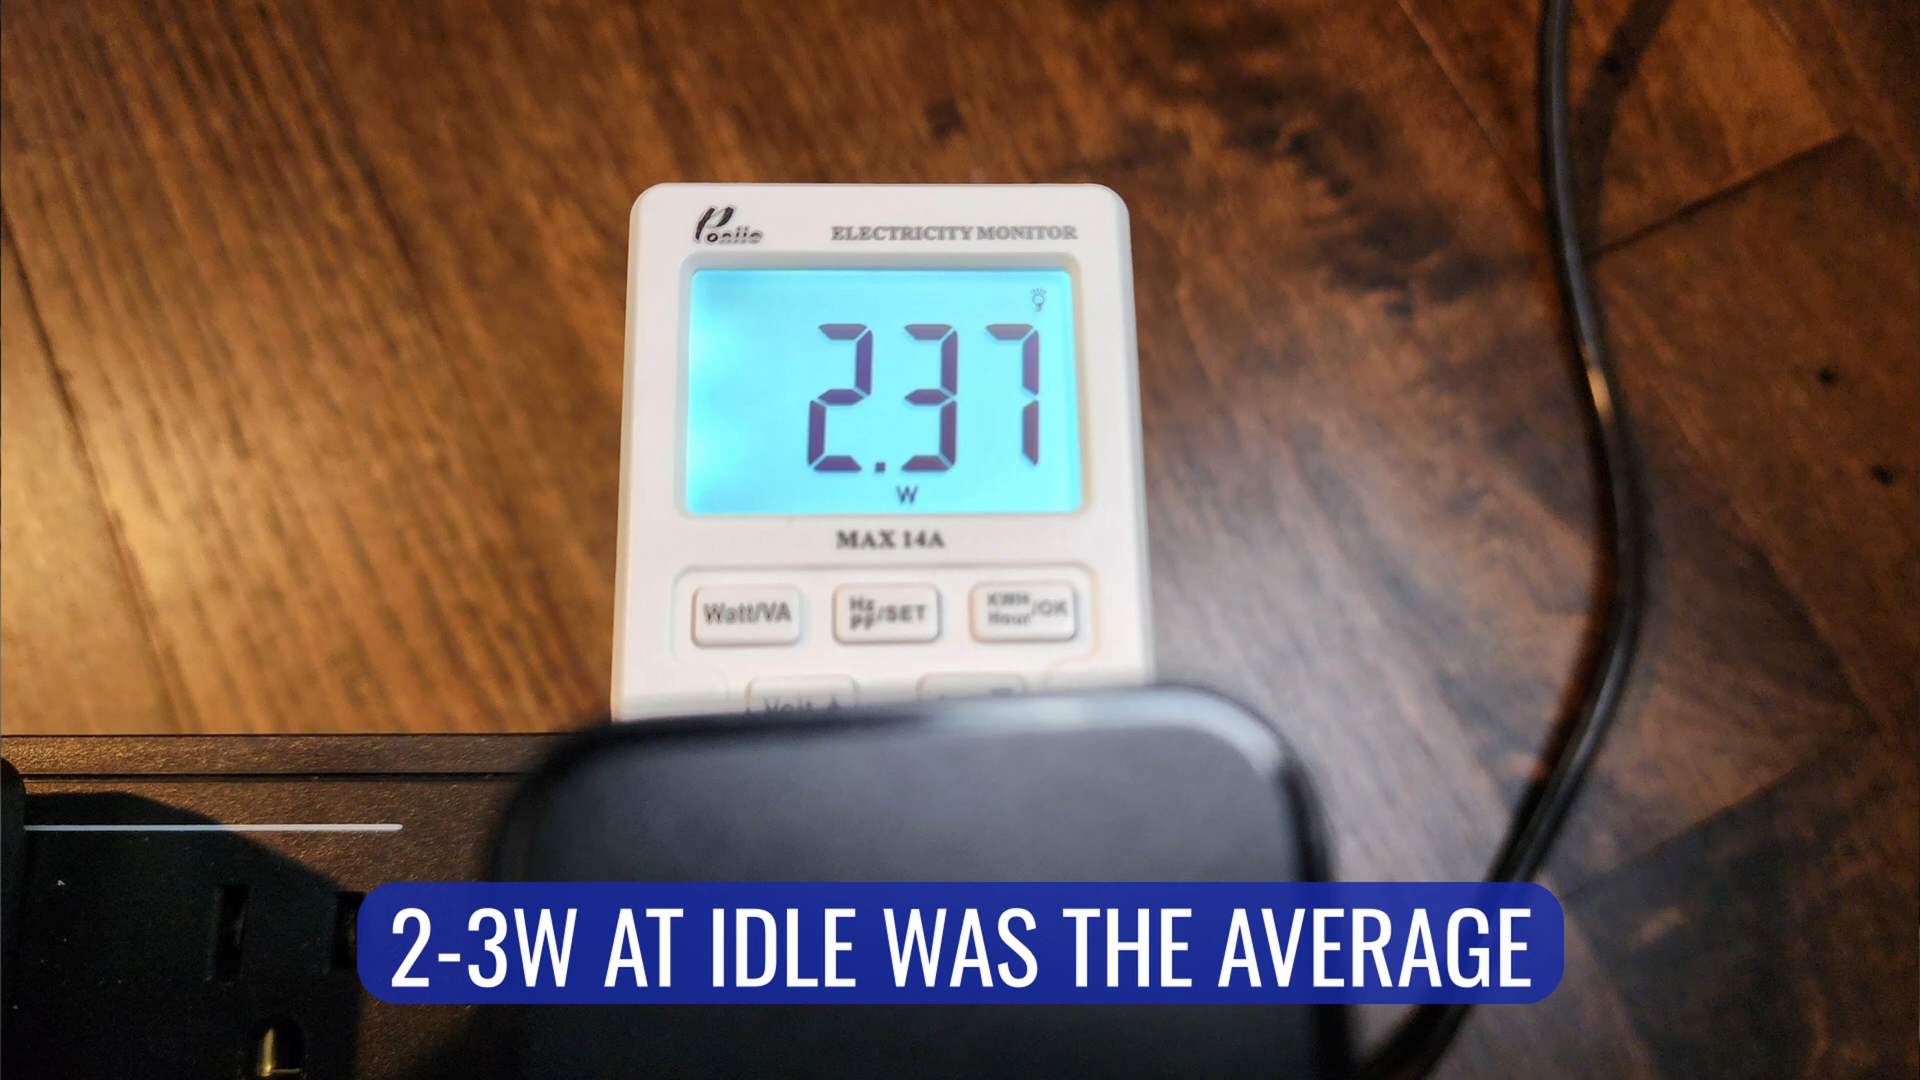 Poniie
ELECTRICITY MONITOR
2.37
W
MAX 14A
Watt/VA
Hz
PF/SET
KWH
Hour/OK
2-3W AT IDLE WAS THE AVERAGE